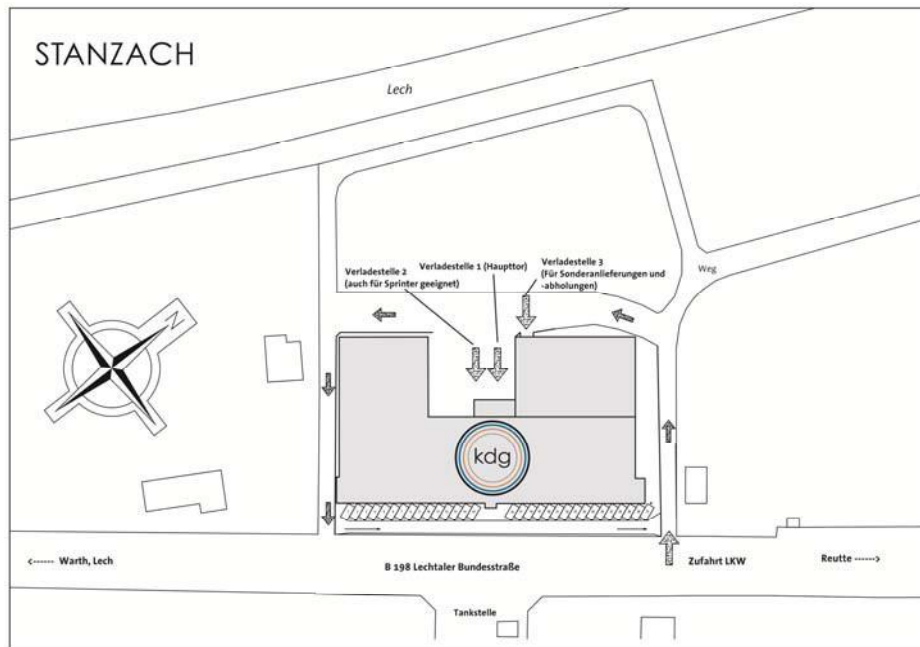 STANZACH
Lech
Weg
Verladestelle 2
(auch für Sprinter geeignet)
Verladestelle 1 (Haupttor)
Verladestelle 3
(Für Sonderanlieferungen und
-abholungen)
N
kdg
<------ Warth, Lech
B 198 Lechtaler Bundesstraße
Zufahrt LKW
Reutte ------>
Tankstelle